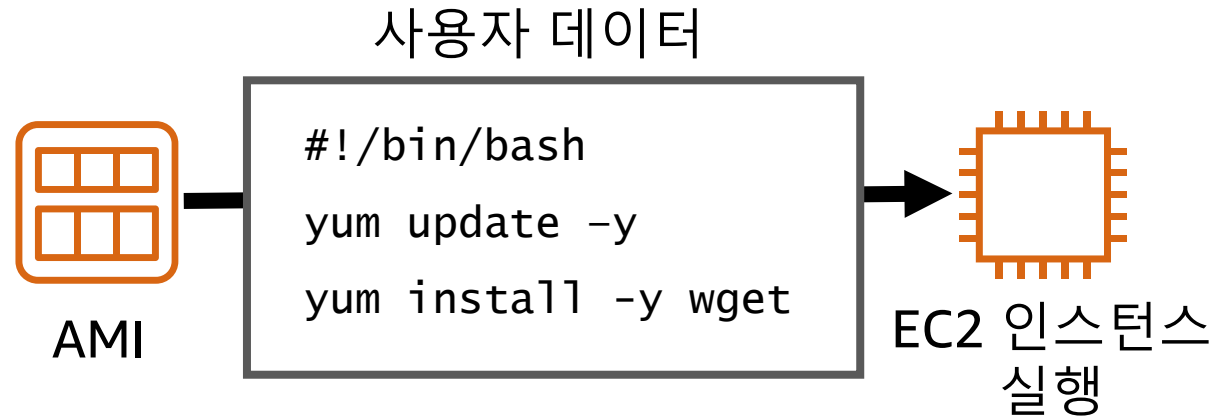 사용자 데이터
#!/bin/bash
yum update –y
yum install -y wget
AMI
EC2 인스턴스
실행